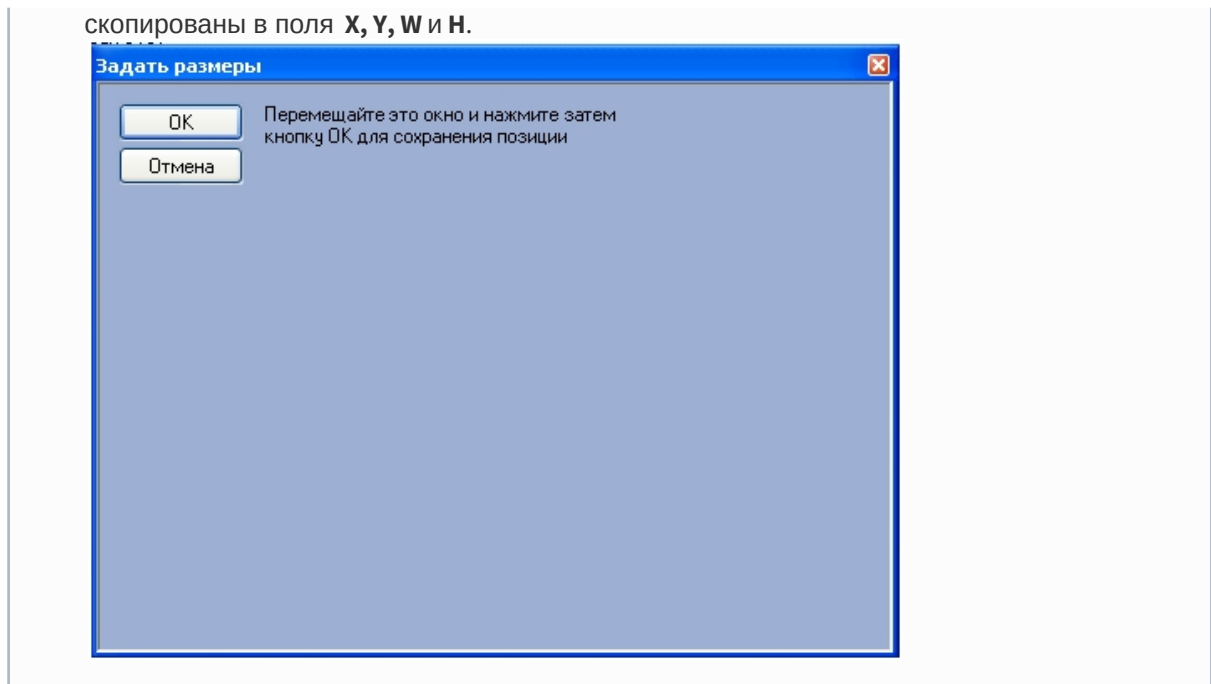 скопированы в поля X, Y, W и H.
Задать размеры
OK
Перемещайте это окно и нажмите затем
кнопку OK для сохранения позиции
Отмена